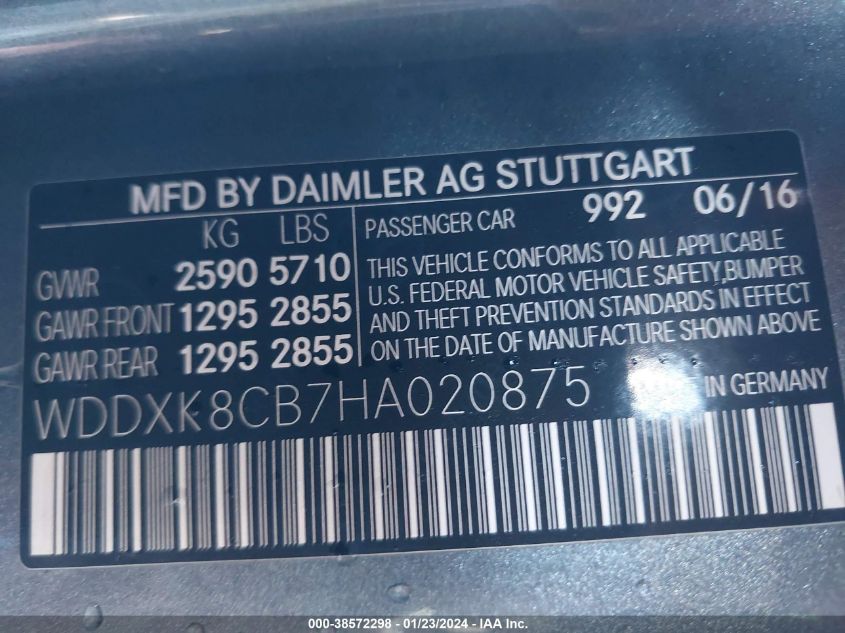 MFD BY DAIMLER AG STUTTGART
KG LBS
GVWR 2590 5710
GAWR FRONT 1295 2855
GAWR REAR 1295 2855
PASSENGER CAR 992 06/16
THIS VEHICLE CONFORMS TO ALL APPLICABLE
U.S. FEDERAL MOTOR VEHICLE SAFETY,BUMPER
AND THEFT PREVENTION STANDARDS IN EFFECT
ON THE DATE OF MANUFACTURE SHOWN ABOVE
WDDXK8CB7HA020875 IN GERMANY
000-38572298 - 01/23/2024 - IAA, Inc.